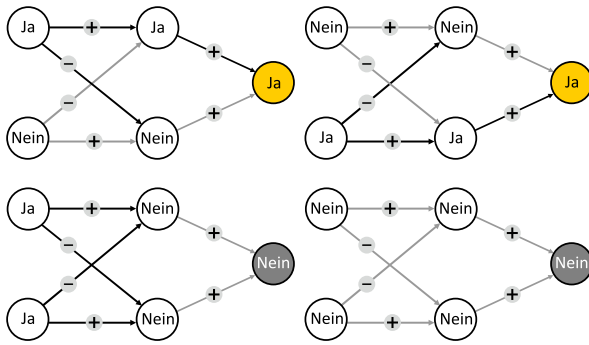 Ja + Ja Nein + Nein
− + − +
Ja Ja
− + − +
Nein + Nein Ja + Ja
Ja + Nein Nein + Nein
− + − +
Nein Nein
− + − +
Ja + Nein Nein + Nein